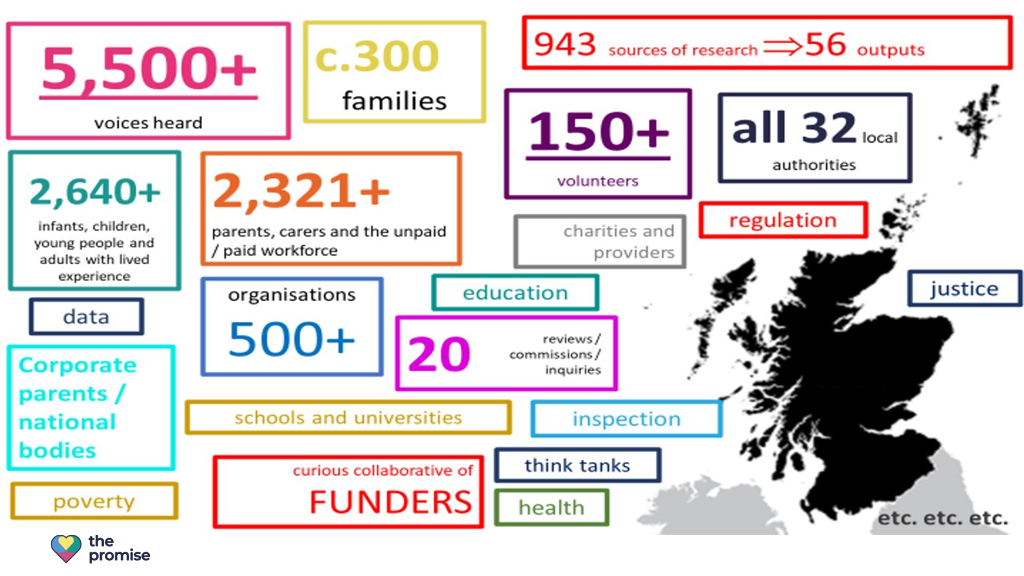 5,500+
voices heard
c.300
families
943 sources of research ⇒56 outputs
150+
volunteers
all 32 local
authorities
2,640+
infants, children,
young people and
adults with lived
experience
2,321+
parents, carers and the unpaid
/ paid workforce
charities and
providers
regulation
data
organisations
500+
education
justice
20
reviews /
commissions /
inquiries
Corporate
parents /
national
bodies
schools and universities
inspection
poverty
curious collaborative of
FUNDERS
think tanks
health
etc. etc. etc.
the
promise